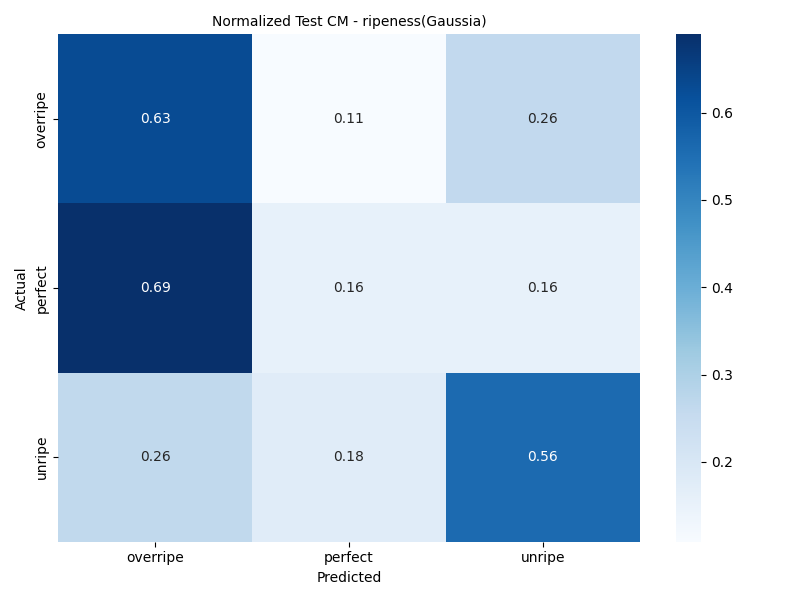 Normalized Test CM - ripeness(Gaussia)
Actual
overripe
0.63 0.11 0.26
perfect
0.69 0.16 0.16
unripe
0.26 0.18 0.56
overripe perfect unripe
Predicted
0.6
0.5
0.4
0.3
0.2